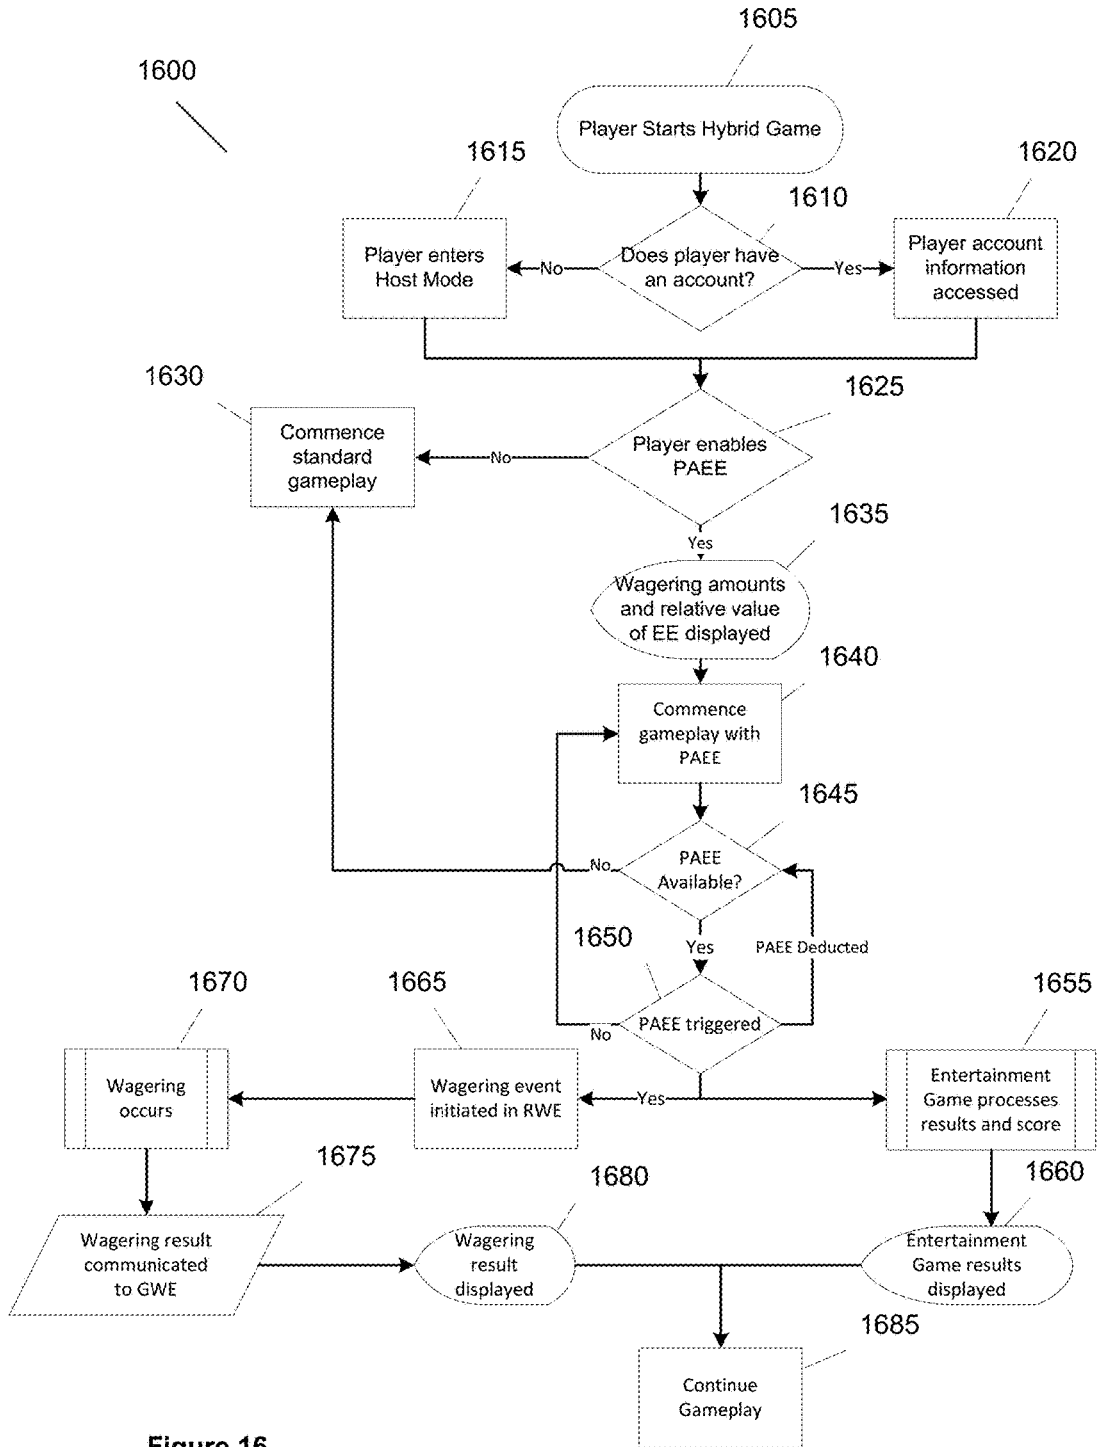 1605
1600
Player Starts Hybrid Game
1615
1620
1610
Player enters
Host Mode
No
Does player have
an account?
Yes
Player account
information
accessed
1630
1625
Commence
standard
gameplay
No
Player enables
PAEE
1635
Yes
Wagering amounts
and relative value
of EE displayed
1640
Commence
gameplay with
PAEE
1645
No
PAEE
Available?
1650
Yes
PAEE Deducted
1670
1665
1655
No
PAEE triggered
Wagering
occurs
Wagering event
initiated in RWE
Yes
Entertainment
Game processes
results and score
1675
1680
1660
Wagering result
communicated
to GWE
Wagering
result
displayed
Entertainment
Game results
displayed
1685
Continue
Gameplay
Figure 16